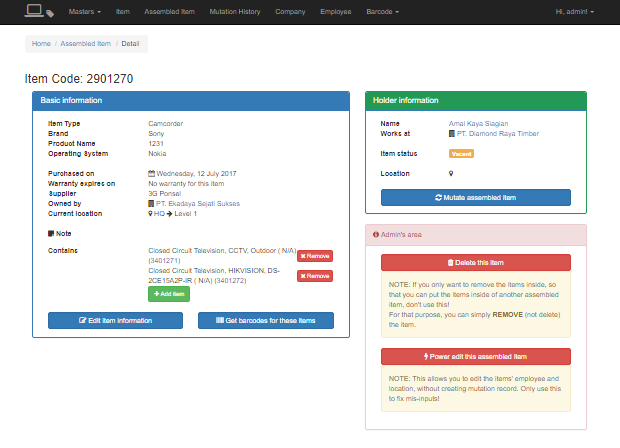 Masters Item Assembled Item Mutation History Company Employee Barcode Hi, admin!
Home / Assembled Item / Detail
Item Code: 2901270
Basic information
Item Type Camcorder
Brand Sony
Product Name 1231
Operating System Nokia
Purchased on Wednesday, 12 July 2017
Warranty expires on No warranty for this item
Supplier 3G Ponsel
Owned by PT. Ekadaya Sejati Sukses
Current location HQ → Level 1
Note
Contains Closed Circuit Television, CCTV, Outdoor ( N/A)
(3401271) Remove
Closed Circuit Television, HIKVISION, DS-
2CE15A2P-IR ( N/A) (3401272) Remove
+ Add item
Edit item information Get barcodes for these items
Holder information
Name Amal Kaya Siagian
Works at PT. Diamond Raya Timber
Item status Vacant
Location
Mutate assembled item
Admin's area
Delete this item
NOTE: If you only want to remove the items inside, so
that you can put the items inside of another assembled
item, don't use this!
For that purpose, you can simply REMOVE (not delete)
the item.
Power edit this assembled item
NOTE: This allows you to edit the items' employee and
location, without creating mutation record. Only use this
to fix mis-inputs!